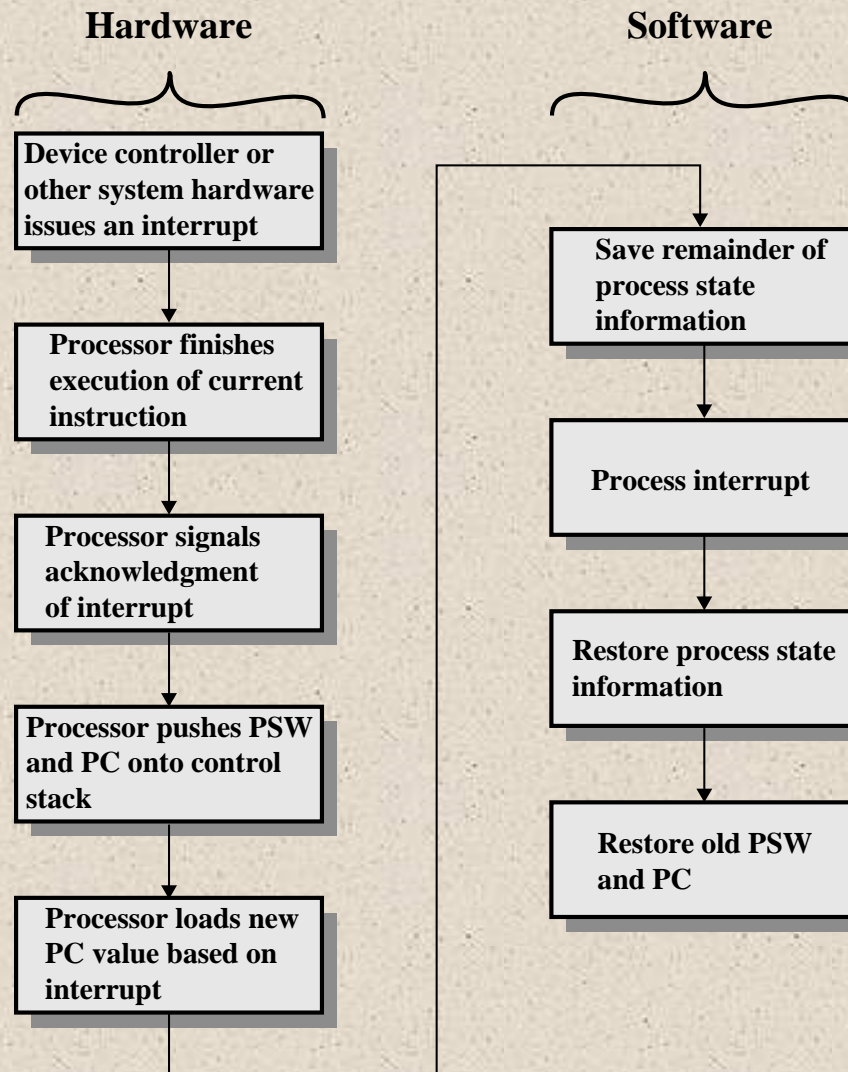 Hardware
Device controller or
other system hardware
issues an interrupt
Processor finishes
execution of current
instruction
Processor signals
acknowledgment
of interrupt
Processor pushes PSW
and PC onto control
stack
Processor loads new
PC value based on
interrupt
Software
Save remainder of
process state
information
Process interrupt
Restore process state
information
Restore old PSW
and PC